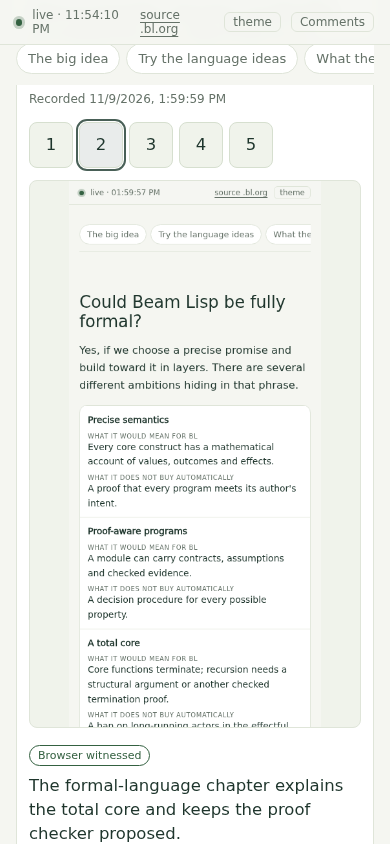 live · 11:54:10
PM
source
.bl.org
theme
Comments
The big idea
Try the language ideas
What the
Recorded 11/9/2026, 1:59:59 PM
1
2
3
4
5
live · 01:59:57 PM
source .bl.org
theme
The big idea
Try the language ideas
What the
Could Beam Lisp be fully
formal?
Yes, if we choose a precise promise and
build toward it in layers. There are several
different ambitions hiding in that phrase.
Precise semantics
WHAT IT WOULD MEAN FOR BL
Every core construct has a mathematical
account of values, outcomes and effects.
WHAT IT DOES NOT BUY AUTOMATICALLY
A proof that every program meets its author's
intent.
Proof-aware programs
WHAT IT WOULD MEAN FOR BL
A module can carry contracts, assumptions
and checked evidence.
WHAT IT DOES NOT BUY AUTOMATICALLY
A decision procedure for every possible
property.
A total core
WHAT IT WOULD MEAN FOR BL
Core functions terminate; recursion needs a
structural argument or another checked
termination proof.
WHAT IT DOES NOT BUY AUTOMATICALLY
A ban on long-running actors in the effectful
Browser witnessed
The formal-language chapter explains
the total core and keeps the proof
checker proposed.